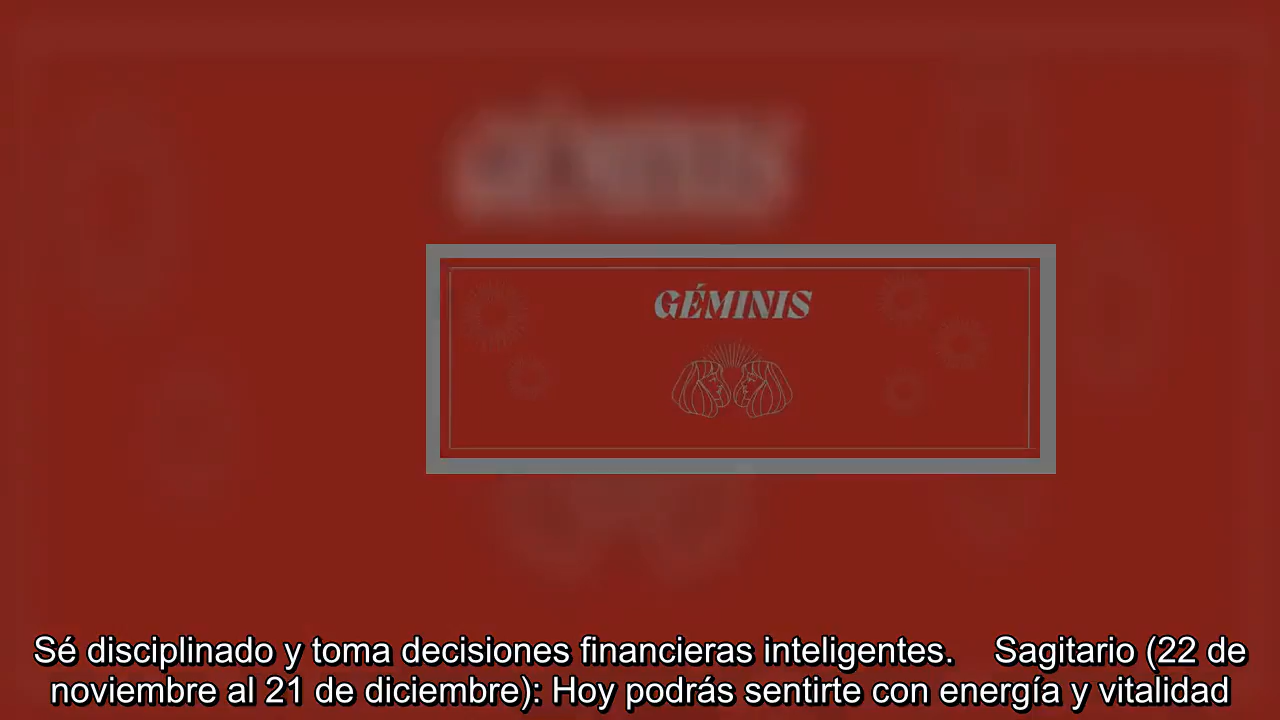 GÉMINIS
GÉMINIS
Sé disciplinado y toma decisiones financieras inteligentes. Sagitario (22 de
noviembre al 21 de diciembre): Hoy podrás sentirte con energía y vitalidad